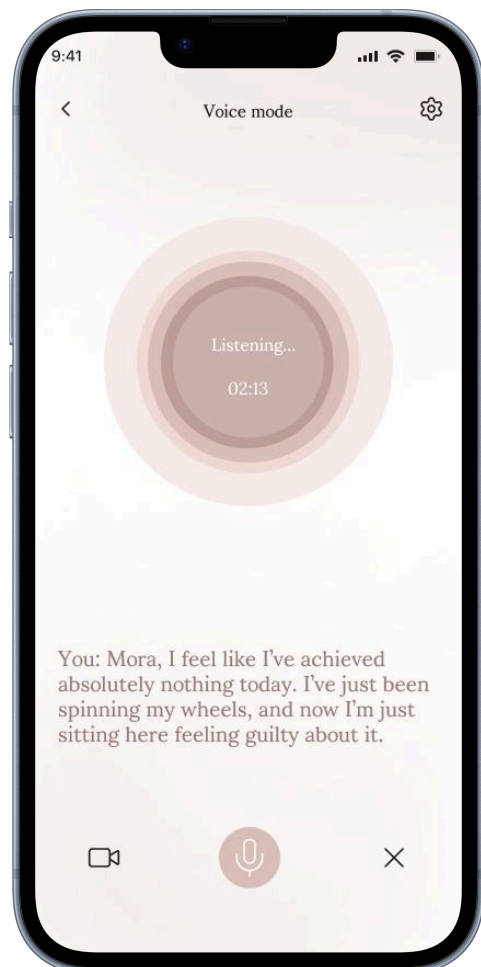 9:41
Voice mode
Listening...
02:13
You: Mora, I feel like I’ve achieved
absolutely nothing today. I’ve just been
spinning my wheels, and now I’m just
sitting here feeling guilty about it.